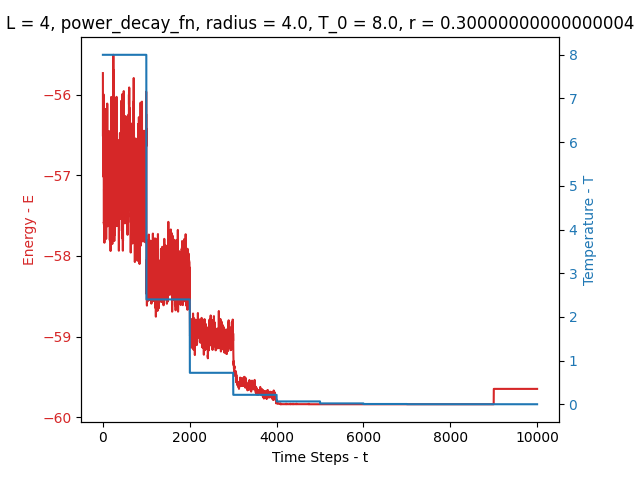 L = 4, power_decay_fn, radius = 4.0, T_0 = 8.0, r = 0.30000000000000004
−56
−57
−58
−59
−60
Energy - E
8
7
6
5
4
3
2
1
0
Temperature - T
0 2000 4000 6000 8000 10000
Time Steps - t